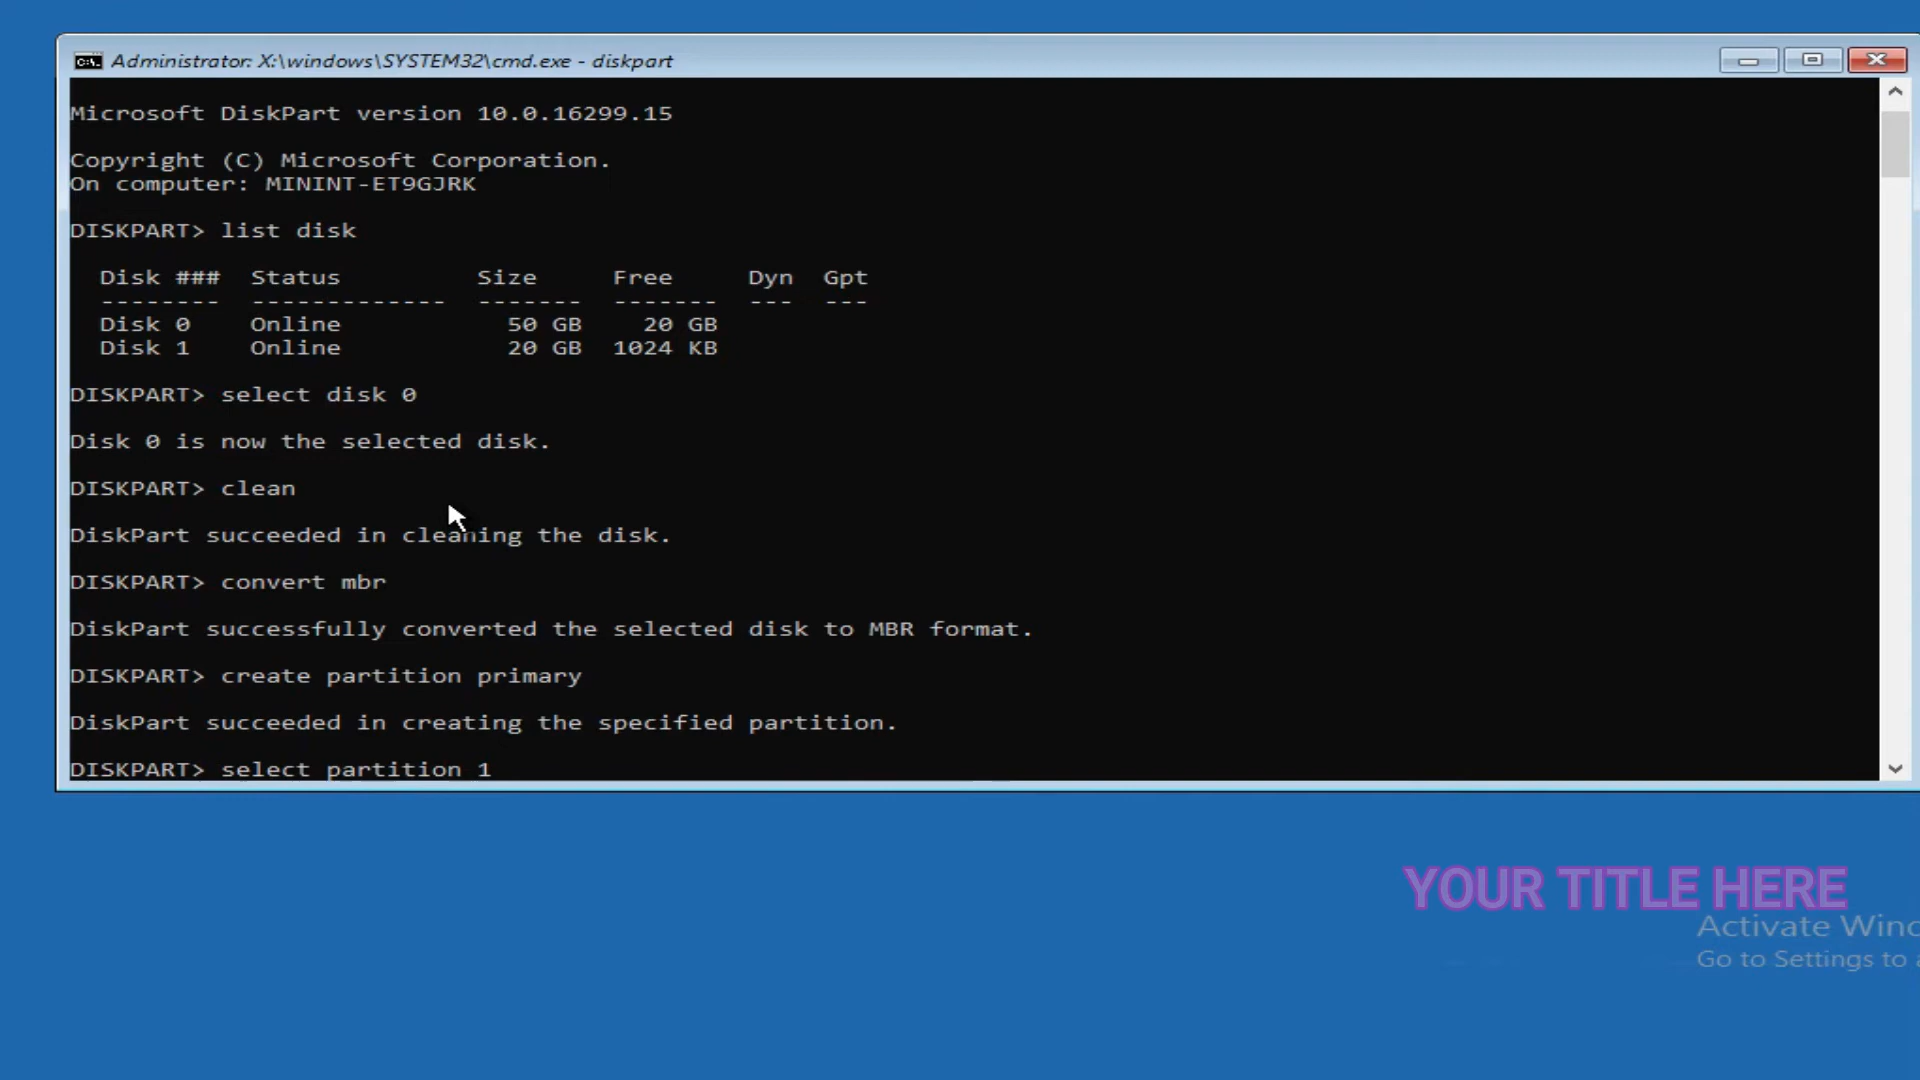 Administrator: X:\windows\SYSTEM32\cmd.exe - diskpart
Microsoft DiskPart version 10.0.16299.15
Copyright (C) Microsoft Corporation.
On computer: MININT-ET9GJRK
DISKPART> list disk
Disk ### Status Size Free Dyn Gpt
-------- ------------- ------- ------- --- ---
Disk 0 Online 50 GB 20 GB
Disk 1 Online 20 GB 1024 KB
DISKPART> select disk 0
Disk 0 is now the selected disk.
DISKPART> clean
DiskPart succeeded in cleaning the disk.
DISKPART> convert mbr
DiskPart successfully converted the selected disk to MBR format.
DISKPART> create partition primary
DiskPart succeeded in creating the specified partition.
DISKPART> select partition 1
YOUR TITLE HERE
Activate Wind
Go to Settings to a